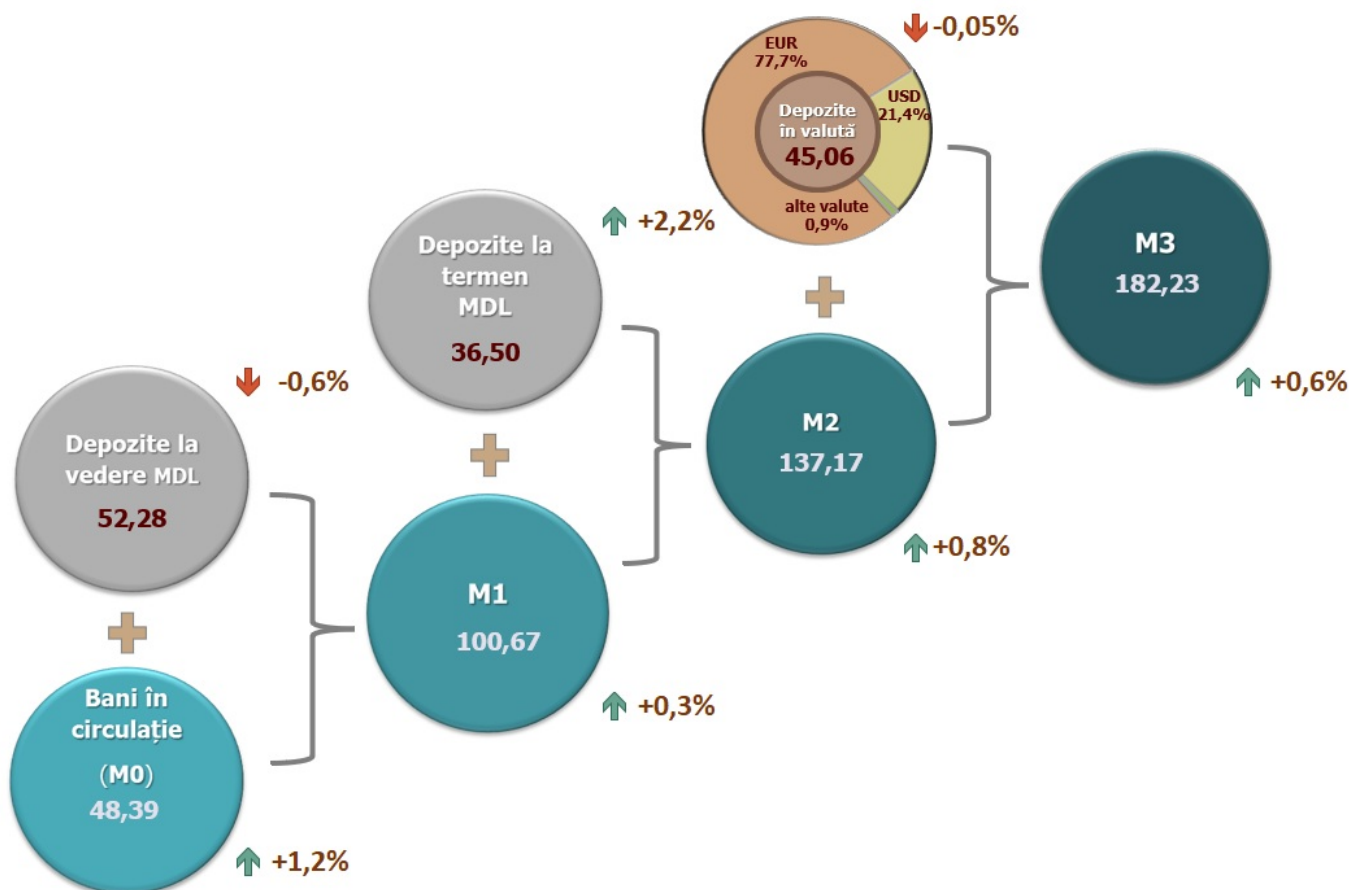 Depozite la
vedere MDL
52,28
-0,6%
Bani în
circulație
(M0)
48,39
+1,2%
Depozite la
termen
MDL
36,50
+2,2%
M1
100,67
+0,3%
EUR
77,7%
USD
21,4%
alte valute
0,9%
Depozite
în valută
45,06
-0,05%
M2
137,17
+0,8%
M3
182,23
+0,6%